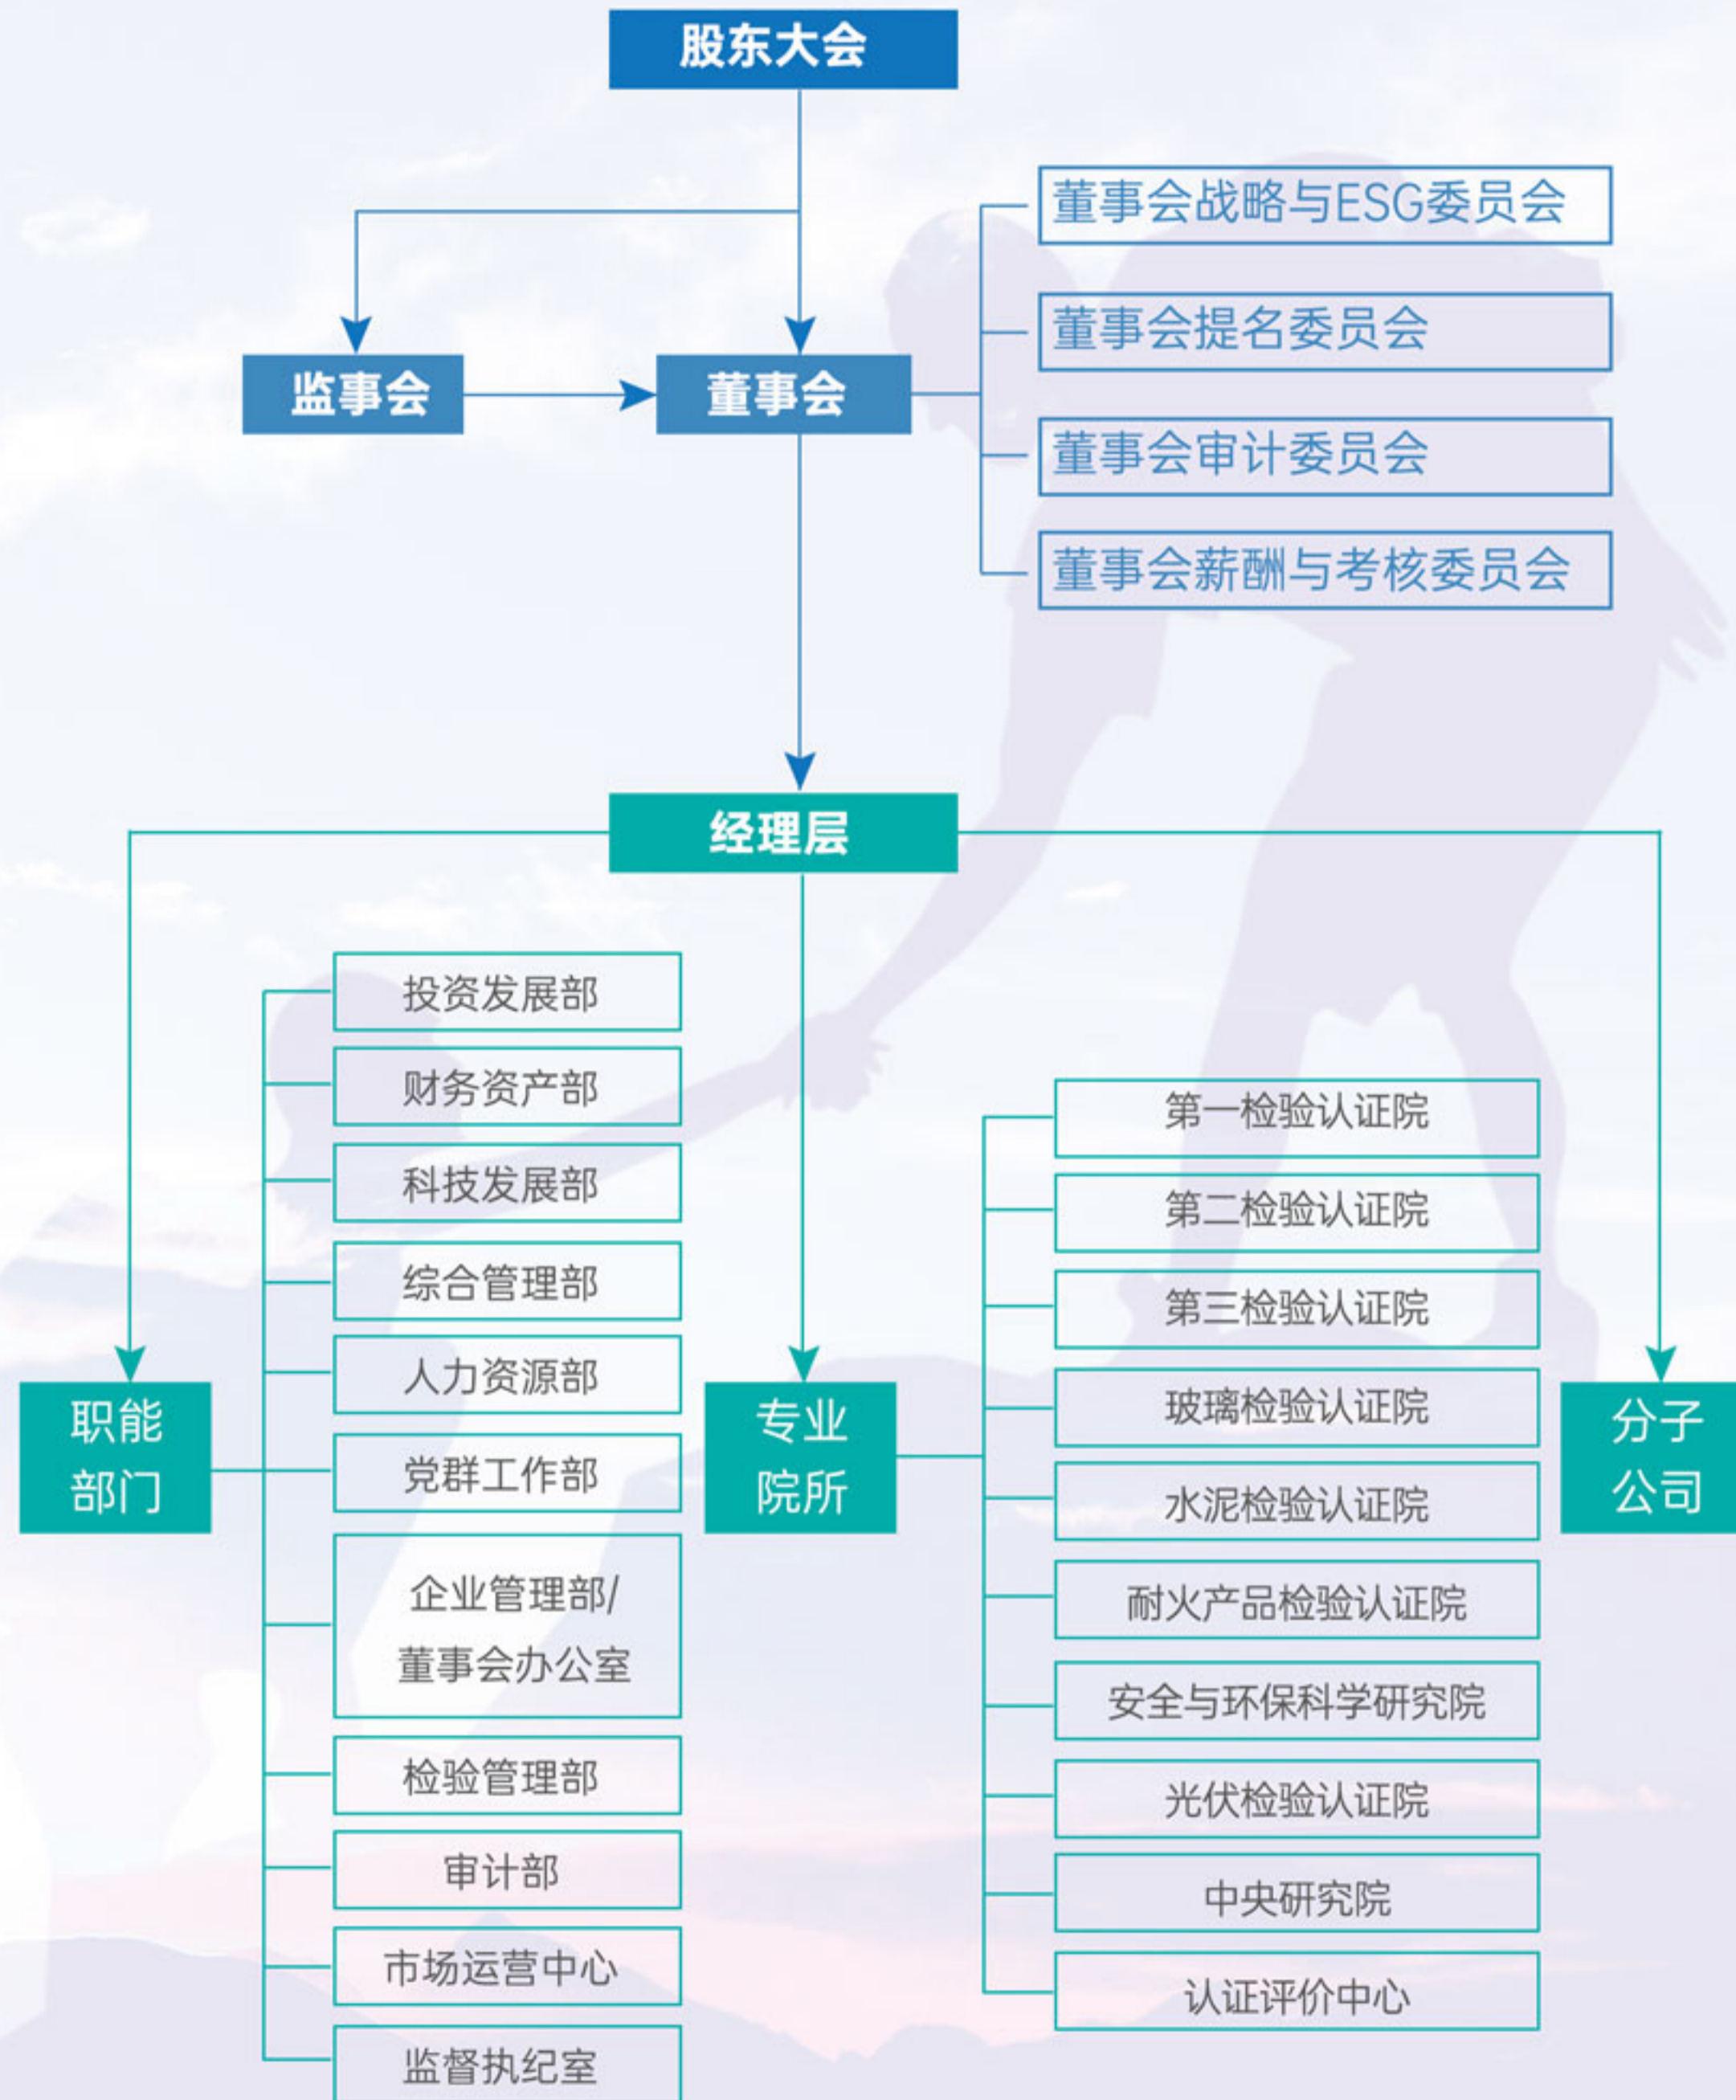 股东大会
董事会战略与ESG委员会
董事会提名委员会
监事会
董事会
董事会审计委员会
董事会薪酬与考核委员会
经理层
职能
部门
投资发展部
财务资产部
科技发展部
综合管理部
人力资源部
党群工作部
企业管理部/
董事会办公室
检验管理部
审计部
市场运营中心
监督执纪室
专业
院所
第一检验认证院
第二检验认证院
第三检验认证院
玻璃检验认证院
水泥检验认证院
耐火产品检验认证院
安全与环保科学研究院
光伏检验认证院
中央研究院
认证评价中心
分子
公司